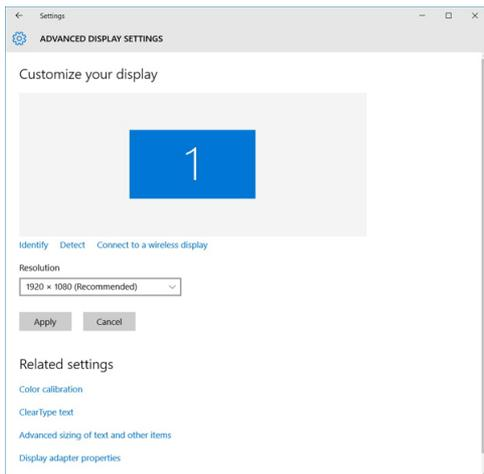 Settings
ADVANCED DISPLAY SETTINGS
Customize your display
1
Identify Detect Connect to a wireless display
Resolution
1920 × 1080 (Recommended)
Apply Cancel
Related settings
Color calibration
ClearType text
Advanced sizing of text and other items
Display adapter properties